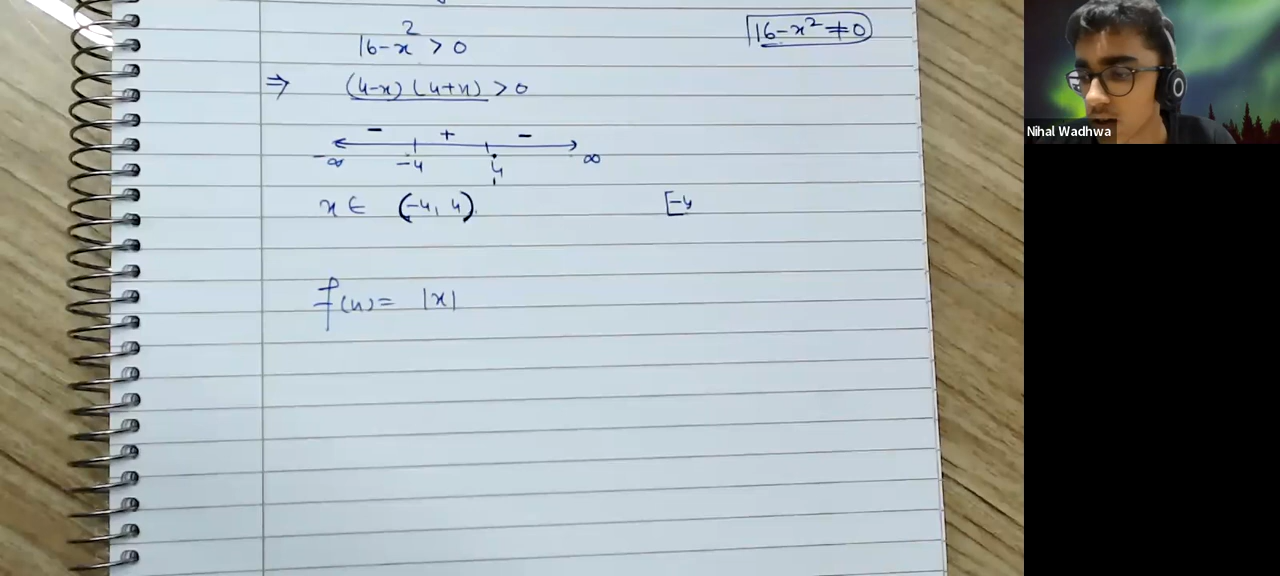 16-x² > 0
16-x² ≠ 0
⇒ (4-x) (4+x) > 0
- + -
-∞ -4 4 ∞
x ∈ (-4, 4)
[-4
f(x) = |x|
Nihal Wadhwa